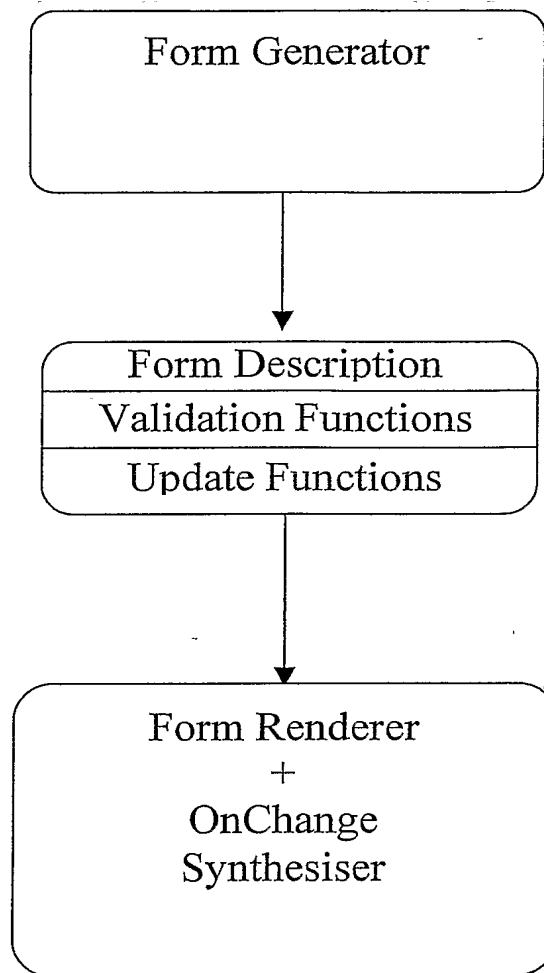 Form Generator
Form Description
Validation Functions
Update Functions
Form Renderer
+
OnChange
Synthesiser